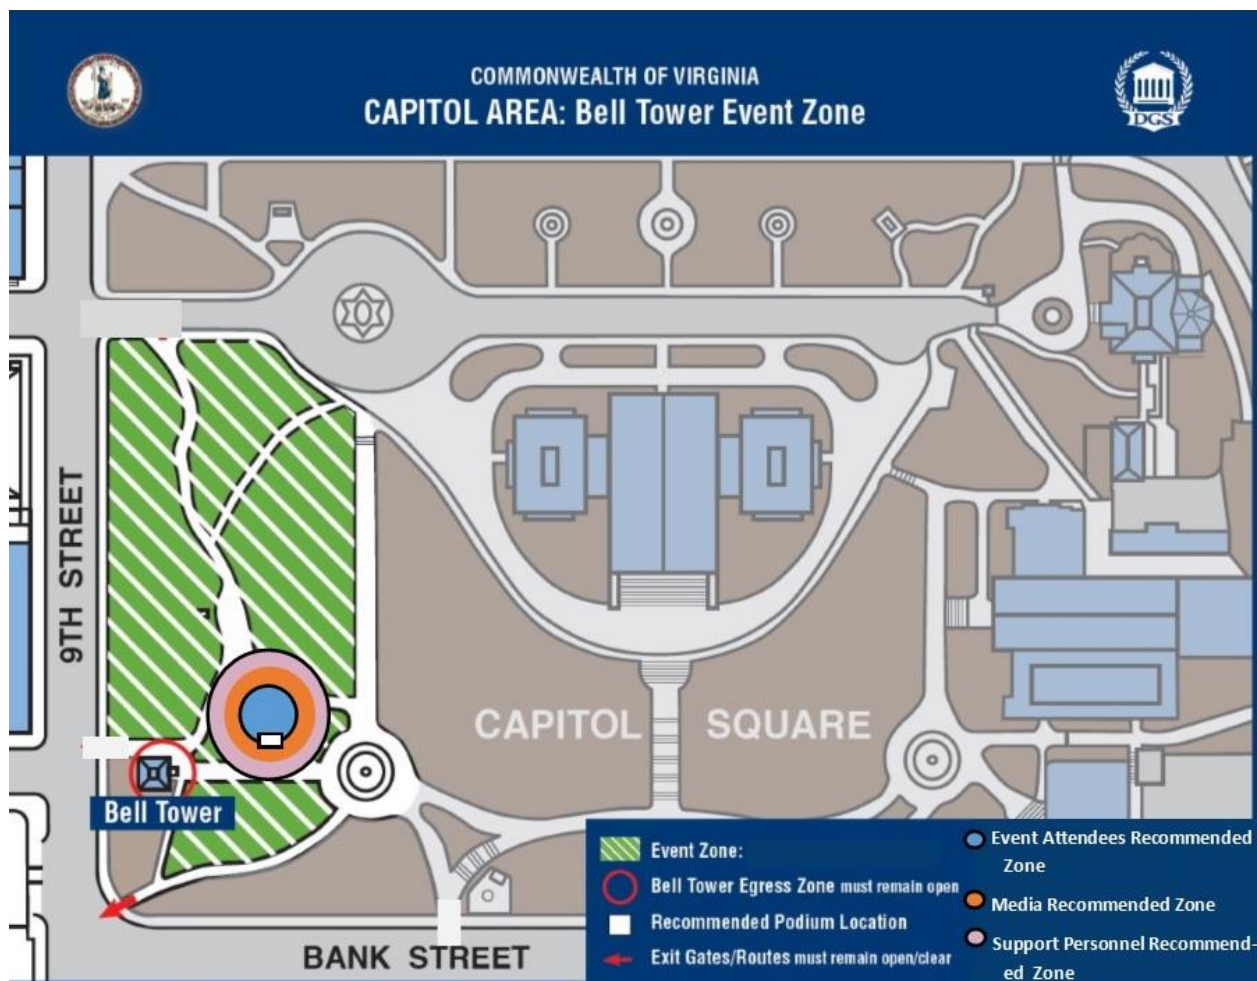 COMMONWEALTH OF VIRGINIA
CAPITOL AREA: Bell Tower Event Zone
DGS
9TH STREET
CAPITOL SQUARE
Bell Tower
BANK STREET
Event Zone:
Bell Tower Egress Zone must remain open
Recommended Podium Location
Exit Gates/Routes must remain open/clear
Event Attendees Recommended
Zone
Media Recommended Zone
Support Personnel Recommend-
ed Zone